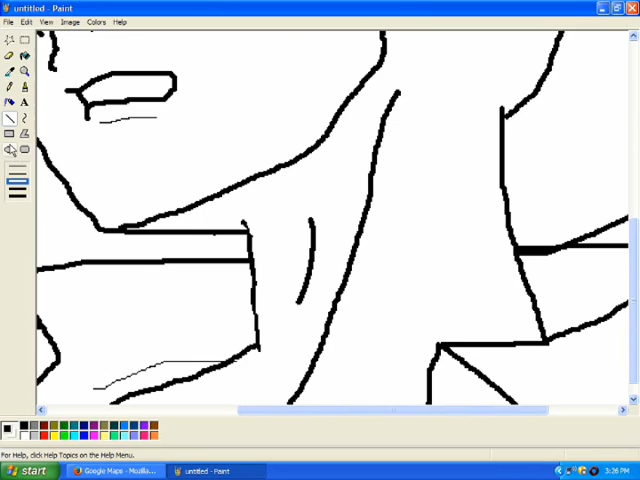 untitled - Paint
File Edit View Image Colors Help
A
For Help, click Help Topics on the Help Menu.
start Google Maps - Mozilla... untitled - Paint 3:26 PM